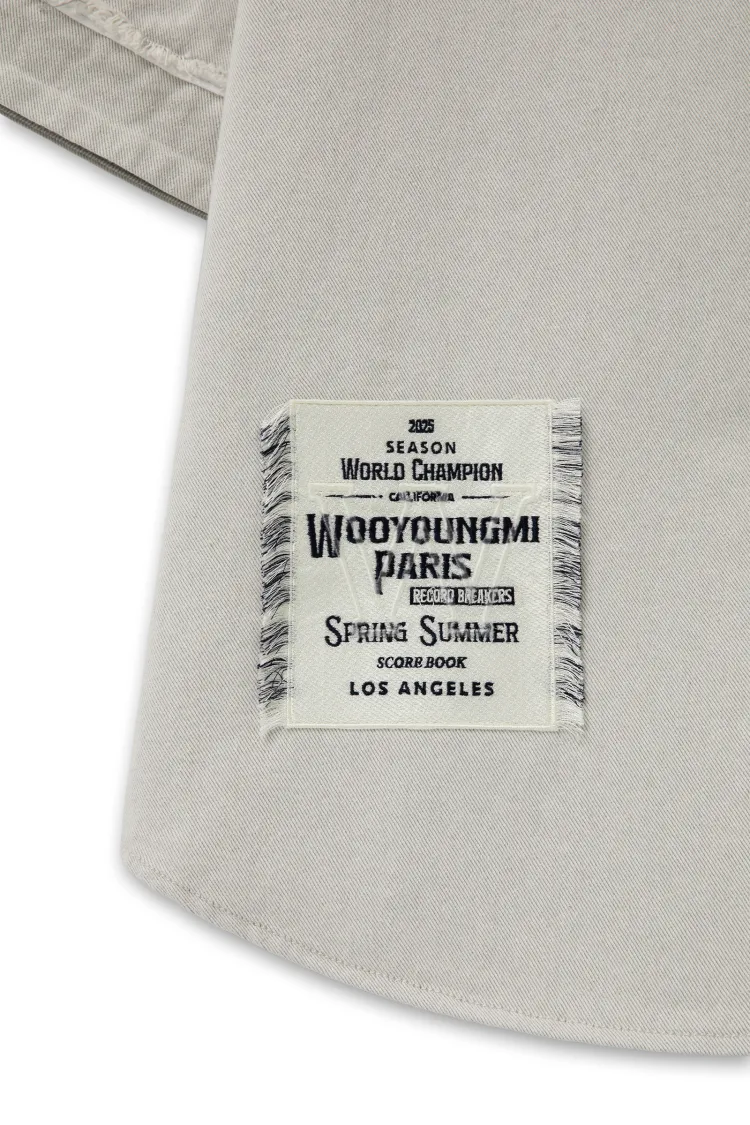 2025
SEASON
WORLD CHAMPION
CALIFORNIA
WOOYOUNGMI
PARIS
RECORD BREAKERS
SPRING SUMMER
SCORE BOOK
LOS ANGELES